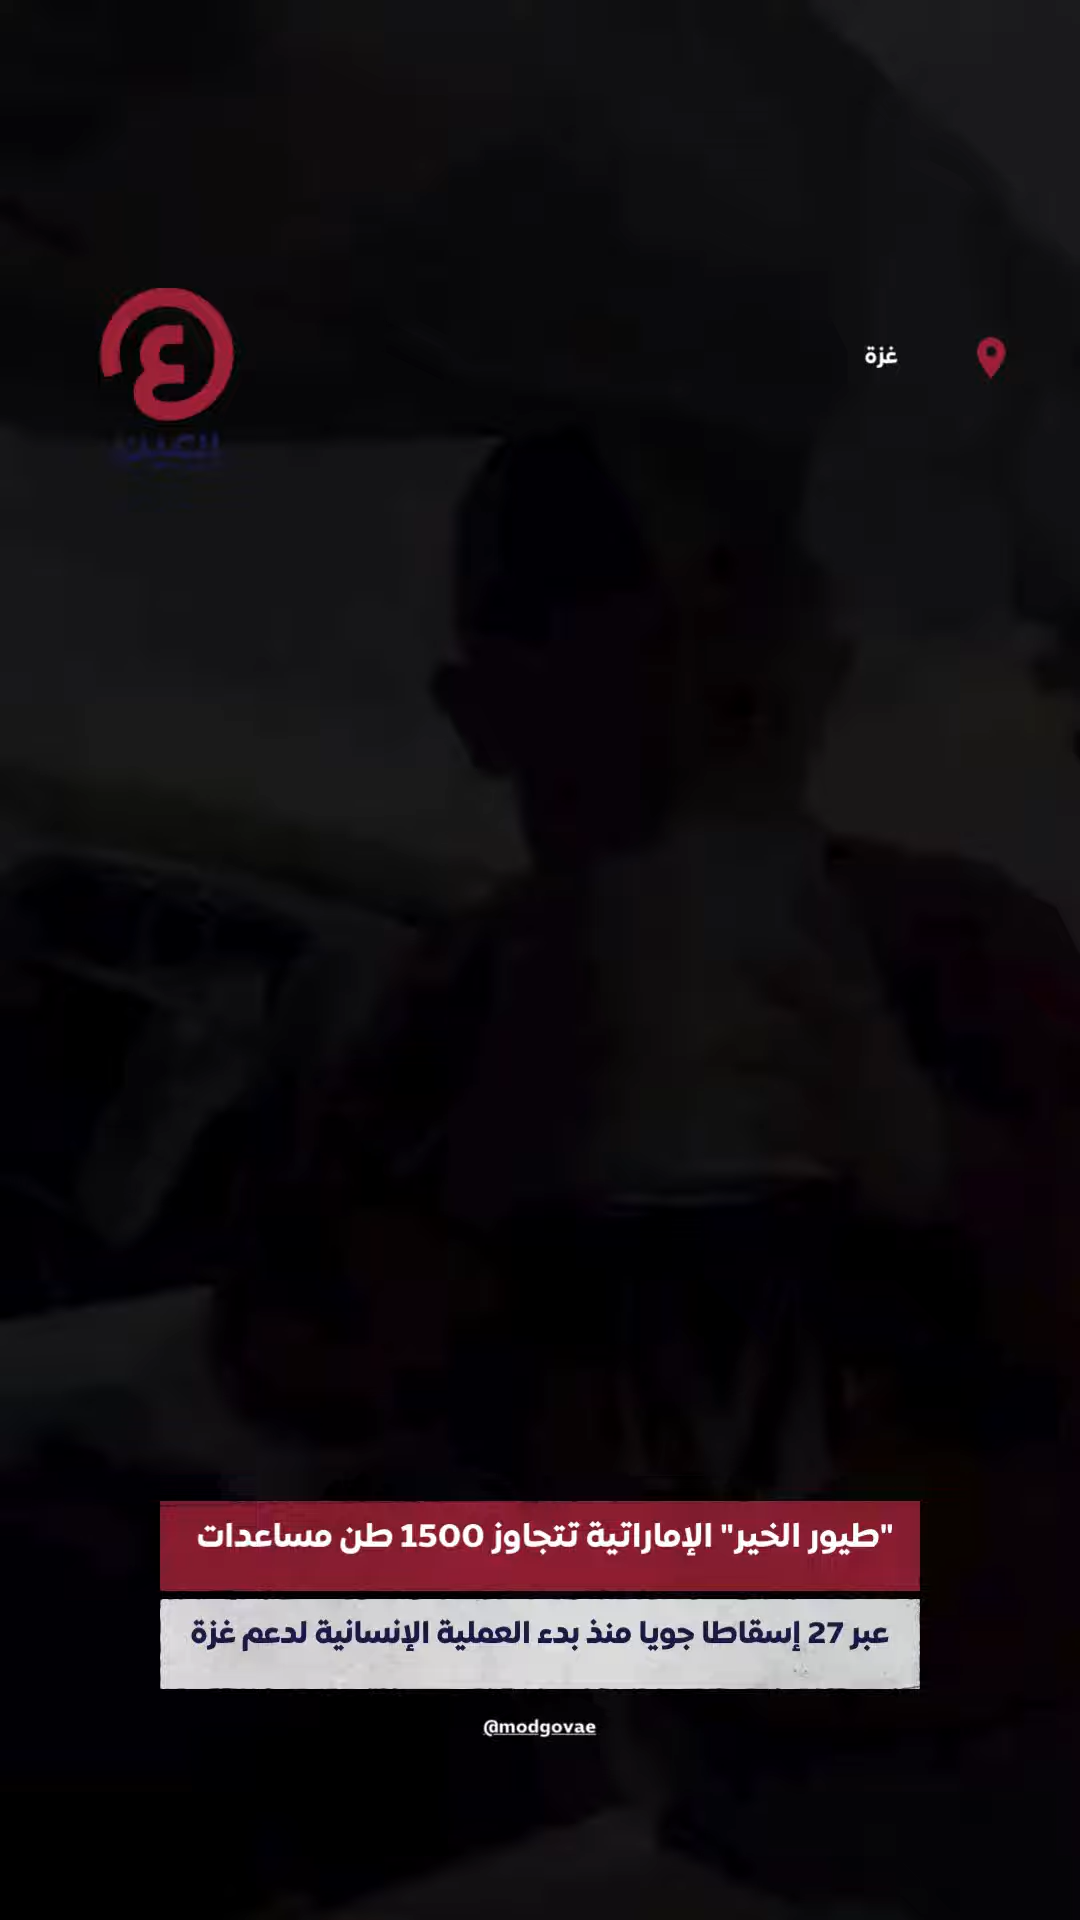 غزة
العين
"طيور الخير" الإماراتية تتجاوز 1500 طن مساعدات
عبر 27 إسقاطا جويا منذ بدء العملية الإنسانية لدعم غزة
@modgovae